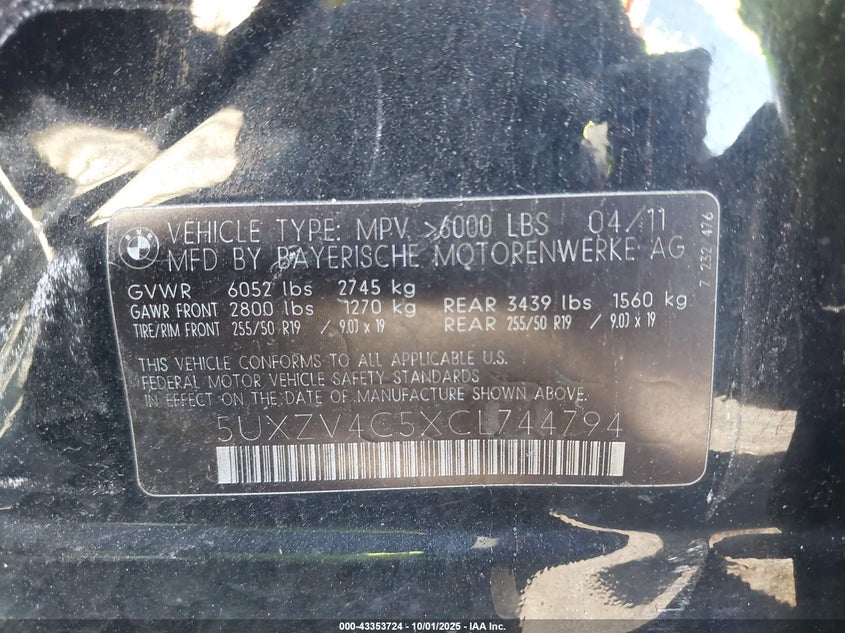 VEHICLE TYPE: MPV >6000 LBS 04/11
MFD BY BAYERISCHE MOTORENWERKE AG
GVWR 6052 lbs 2745 kg
GAWR FRONT 2800 lbs 1270 kg REAR 3439 lbs 1560 kg
TIRE/RIM FRONT 255/50 R19 / 9.0J x 19 REAR 255/50 R19 / 9.0J x 19
THIS VEHICLE CONFORMS TO ALL APPLICABLE U.S.
FEDERAL MOTOR VEHICLE SAFETY STANDARDS
IN EFFECT ON THE DATE OF MANUFACTURE SHOWN ABOVE.
5UXZV4C5XCL744794
7 232 476
000-43353724 - 10/01/2025 - IAA Inc.